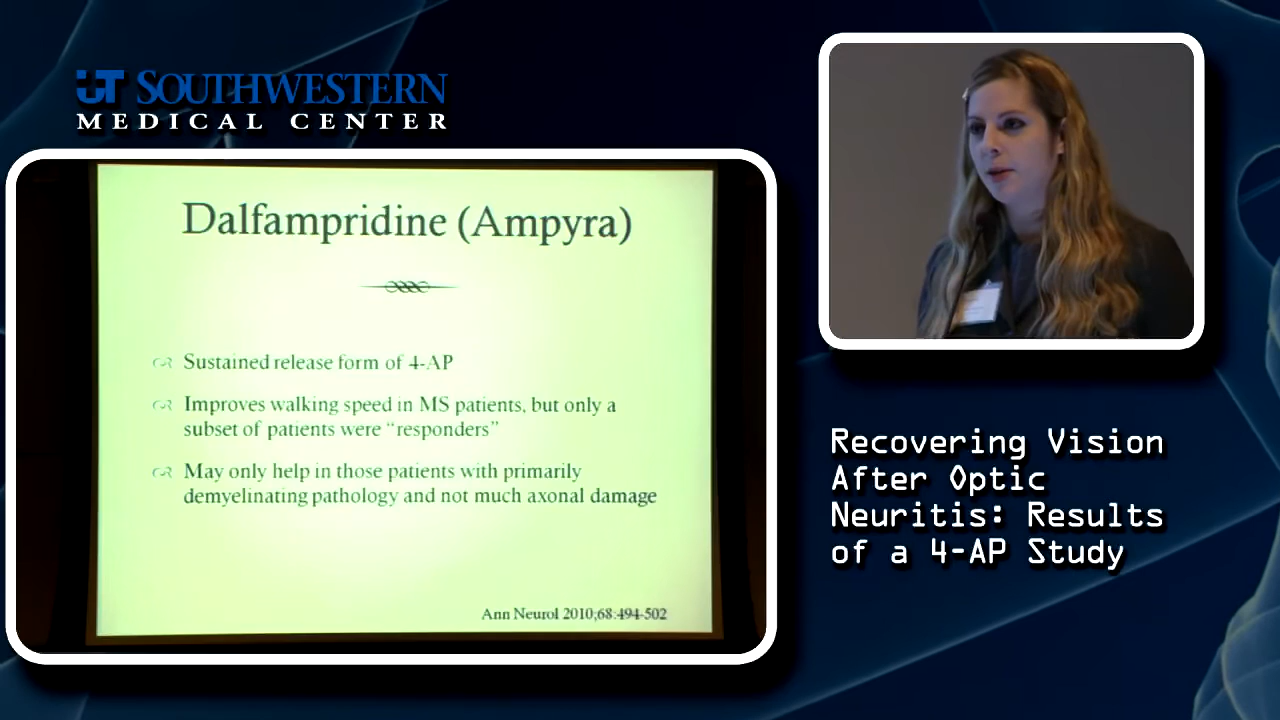 UT SOUTHWESTERN
MEDICAL CENTER
Dalfampridine (Ampyra)
Sustained release form of 4-AP
Improves walking speed in MS patients, but only a
subset of patients were “responders”
May only help in those patients with primarily
demyelinating pathology and not much axonal damage
Ann Neurol 2010;68:494-502
Recovering Vision
After Optic
Neuritis: Results
of a 4-AP Study